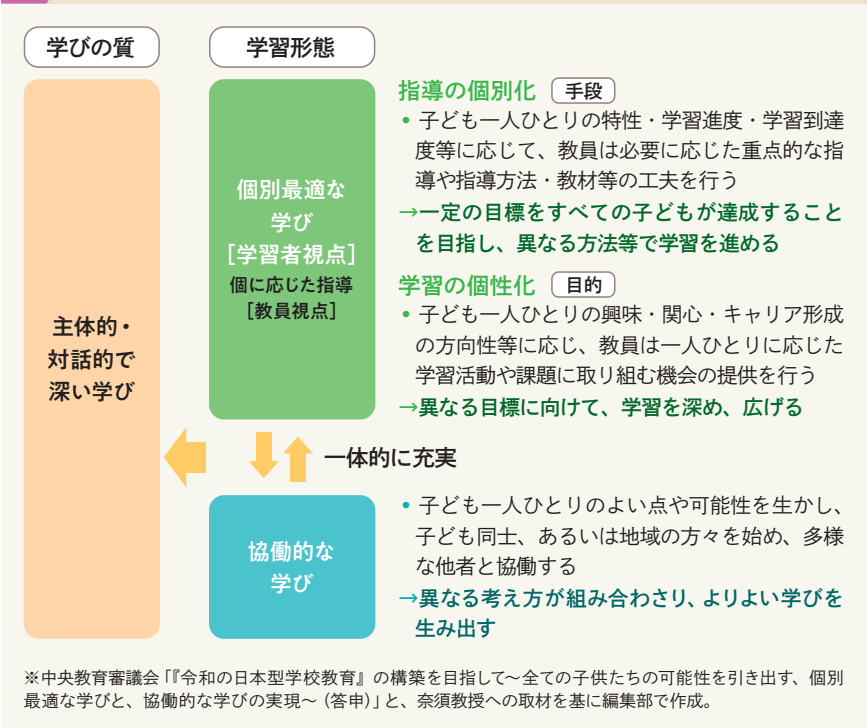 学びの質
学習形態
主体的・
対話的で
深い学び
個別最適な
学び
［学習者視点］
個に応じた指導
［教員視点］
指導の個別化 手段
• 子ども一人ひとりの特性・学習進度・学習到達
度等に応じて、教員は必要に応じた重点的な指
導や指導方法・教材等の工夫を行う
→一定の目標をすべての子どもが達成すること
を目指し、異なる方法等で学習を進める
学習の個性化 目的
• 子ども一人ひとりの興味・関心・キャリア形成
の方向性等に応じ、教員は一人ひとりに応じた
学習活動や課題に取り組む機会の提供を行う
→異なる目標に向けて、学習を深め、広げる
一体的に充実
協働的な
学び
• 子ども一人ひとりのよい点や可能性を生かし、
子ども同士、あるいは地域の方々を始め、多様
な他者と協働する
→異なる考え方が組み合わさり、よりよい学びを
生み出す
※中央教育審議会「『令和の日本型学校教育』の構築を目指して〜全ての子供たちの可能性を引き出す、個別
最適な学びと、協働的な学びの実現〜（答申）」と、奈須教授への取材を基に編集部で作成。